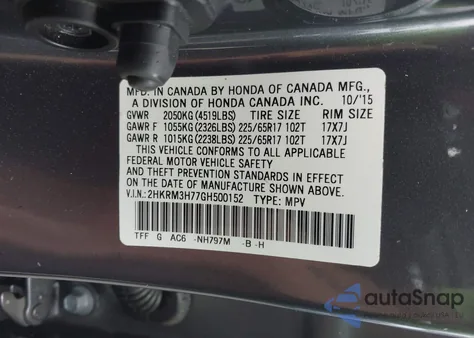 MFD. IN CANADA BY HONDA OF CANADA MFG.,
A DIVISION OF HONDA CANADA INC. 10/'15
GVWR 2050KG (4519LBS) TIRE SIZE RIM SIZE
GAWR F 1055KG (2326LBS) 225/65R17 102T 17X7J
GAWR R 1015KG (2238LBS) 225/65R17 102T 17X7J
THIS VEHICLE CONFORMS TO ALL APPLICABLE
FEDERAL MOTOR VEHICLE SAFETY
AND THEFT PREVENTION STANDARDS IN EFFECT
ON THE DATE OF MANUFACTURE SHOWN ABOVE.
V.I.N.: 2HKRM3H77GH500152 TYPE: MPV
TFF G AC6 -NH797M -B -H
autoSnap